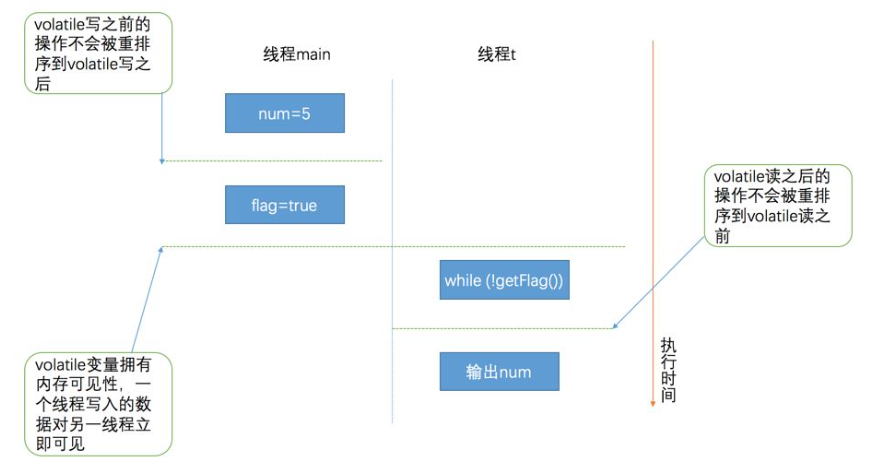 volatile写之前的
操作不会被重排
序到volatile写之
后
线程main
线程t
num=5
flag=true
volatile读之后的
操作不会被重排
序到volatile读之
前
while (!getFlag())
volatile变量拥有
内存可见性，一
个线程写入的数
据对另一线程立
即可见
输出num
执行时间